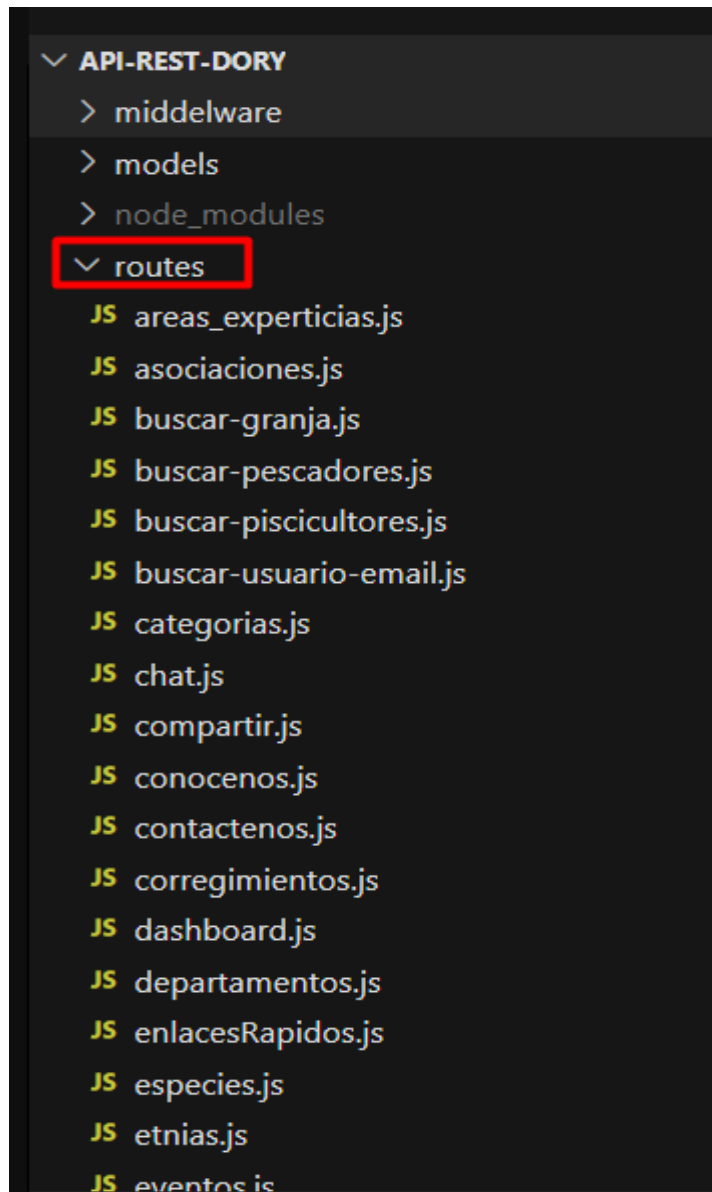 API-REST-DORY
middelware
models
node_modules
routes
JS areas_experticias.js
JS asociaciones.js
JS buscar-granja.js
JS buscar-pescadores.js
JS buscar-piscicultores.js
JS buscar-usuario-email.js
JS categorias.js
JS chat.js
JS compartir.js
JS conocenos.js
JS contactenos.js
JS corregimientos.js
JS dashboard.js
JS departamentos.js
JS enlacesRapidos.js
JS especies.js
JS etnias.js
JS eventos.js